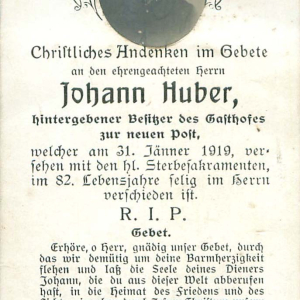 Christliches Andenken im Gebete
an den ehrengeachteten Herrn
Johann Huber,
hintergebener Besitzer des Gasthofes
zur neuen Post,
welcher am 31. Jänner 1919, ver-
sehen mit den hl. Sterbesakramenten,
im 82. Lebensjahre selig im Herrn
verschieden ist.
R. I. P.
Gebet.
Erhöre, o Herr, gnädig unser Gebet, durch
das wir demütig um deine Barmherzigkeit
flehen und laß die Seele deines Dieners
Johann, die du aus dieser Welt abberufen
hast, in die Heimat des Friedens und des